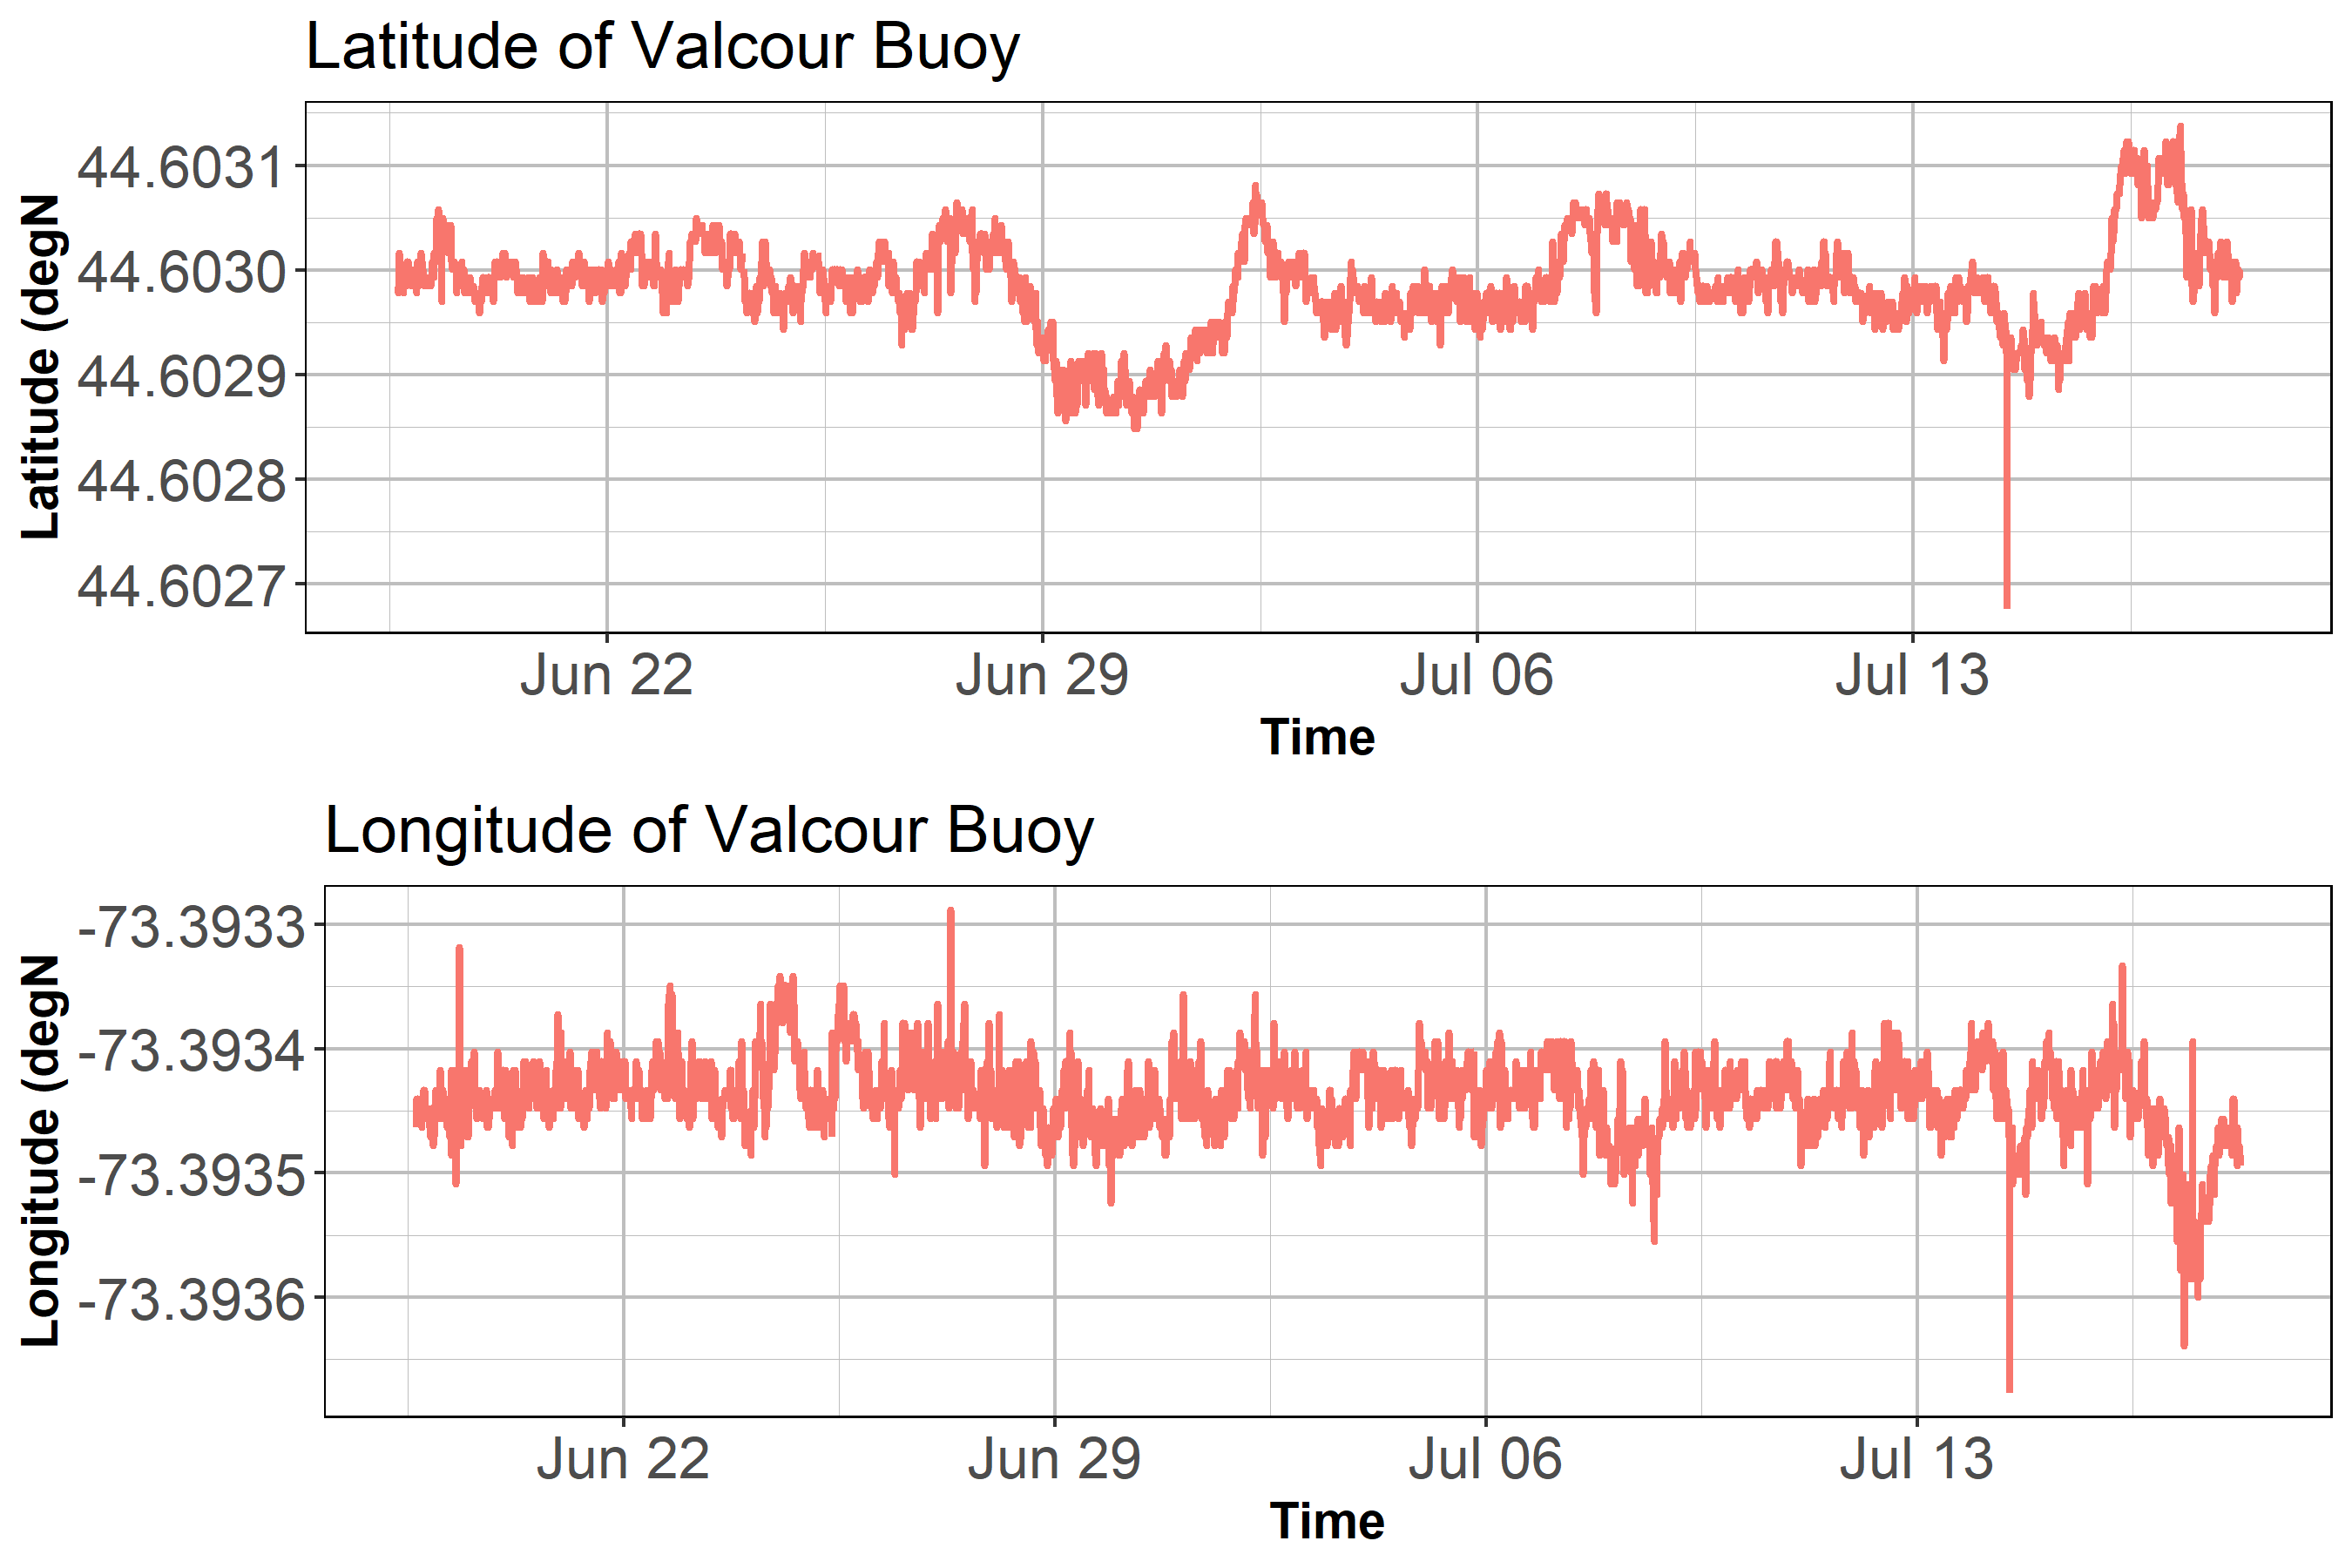 Latitude of Valcour Buoy
Latitude (degN
44.6031
44.6030
44.6029
44.6028
44.6027
Jun 22 Jun 29 Jul 06 Jul 13
Time
Longitude of Valcour Buoy
Longitude (degN
-73.3933
-73.3934
-73.3935
-73.3936
Jun 22 Jun 29 Jul 06 Jul 13
Time